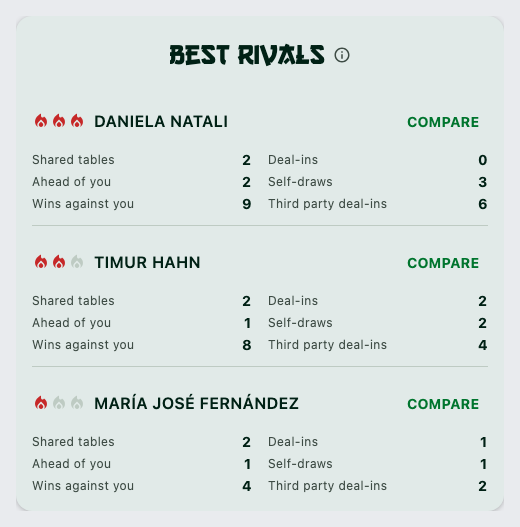 BEST RIVALS
DANIELA NATALI COMPARE
Shared tables 2 Deal-ins 0
Ahead of you 2 Self-draws 3
Wins against you 9 Third party deal-ins 6
TIMUR HAHN COMPARE
Shared tables 2 Deal-ins 2
Ahead of you 1 Self-draws 2
Wins against you 8 Third party deal-ins 4
MARÍA JOSÉ FERNÁNDEZ COMPARE
Shared tables 2 Deal-ins 1
Ahead of you 1 Self-draws 1
Wins against you 4 Third party deal-ins 2